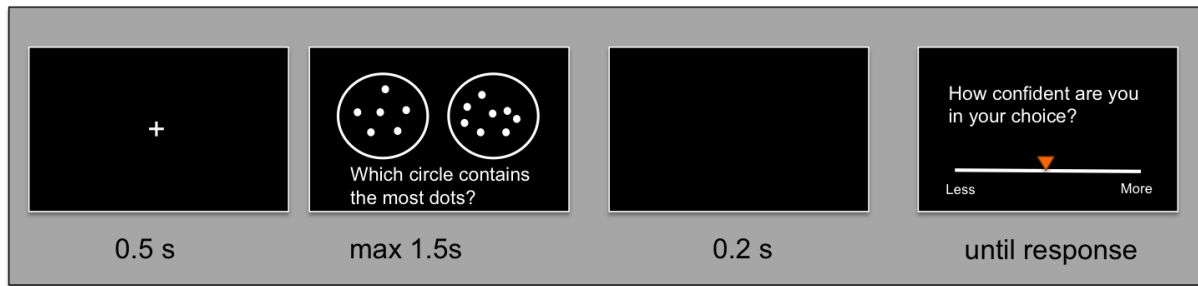 +
Which circle contains
the most dots?
How confident are you
in your choice?
Less More
0.5 s max 1.5s 0.2 s until response